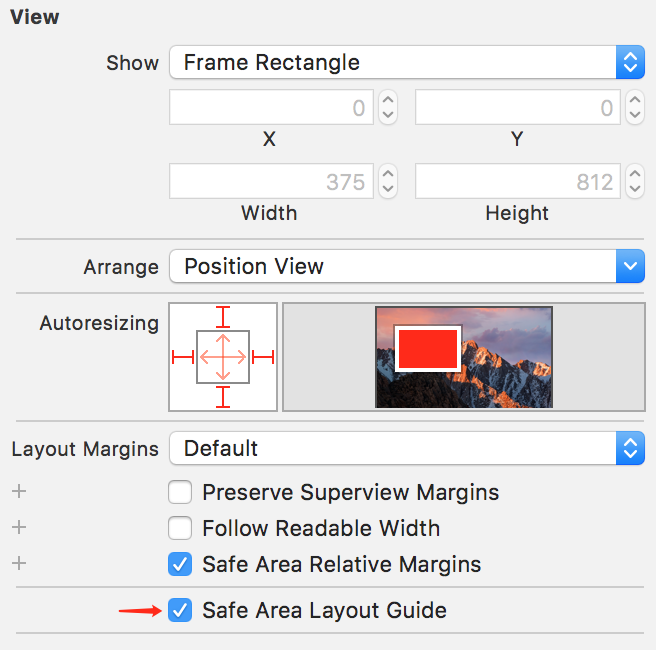 View
Show Frame Rectangle
0 0
X Y
375 812
Width Height
Arrange Position View
Autoresizing
Layout Margins Default
Preserve Superview Margins
Follow Readable Width
Safe Area Relative Margins
Safe Area Layout Guide